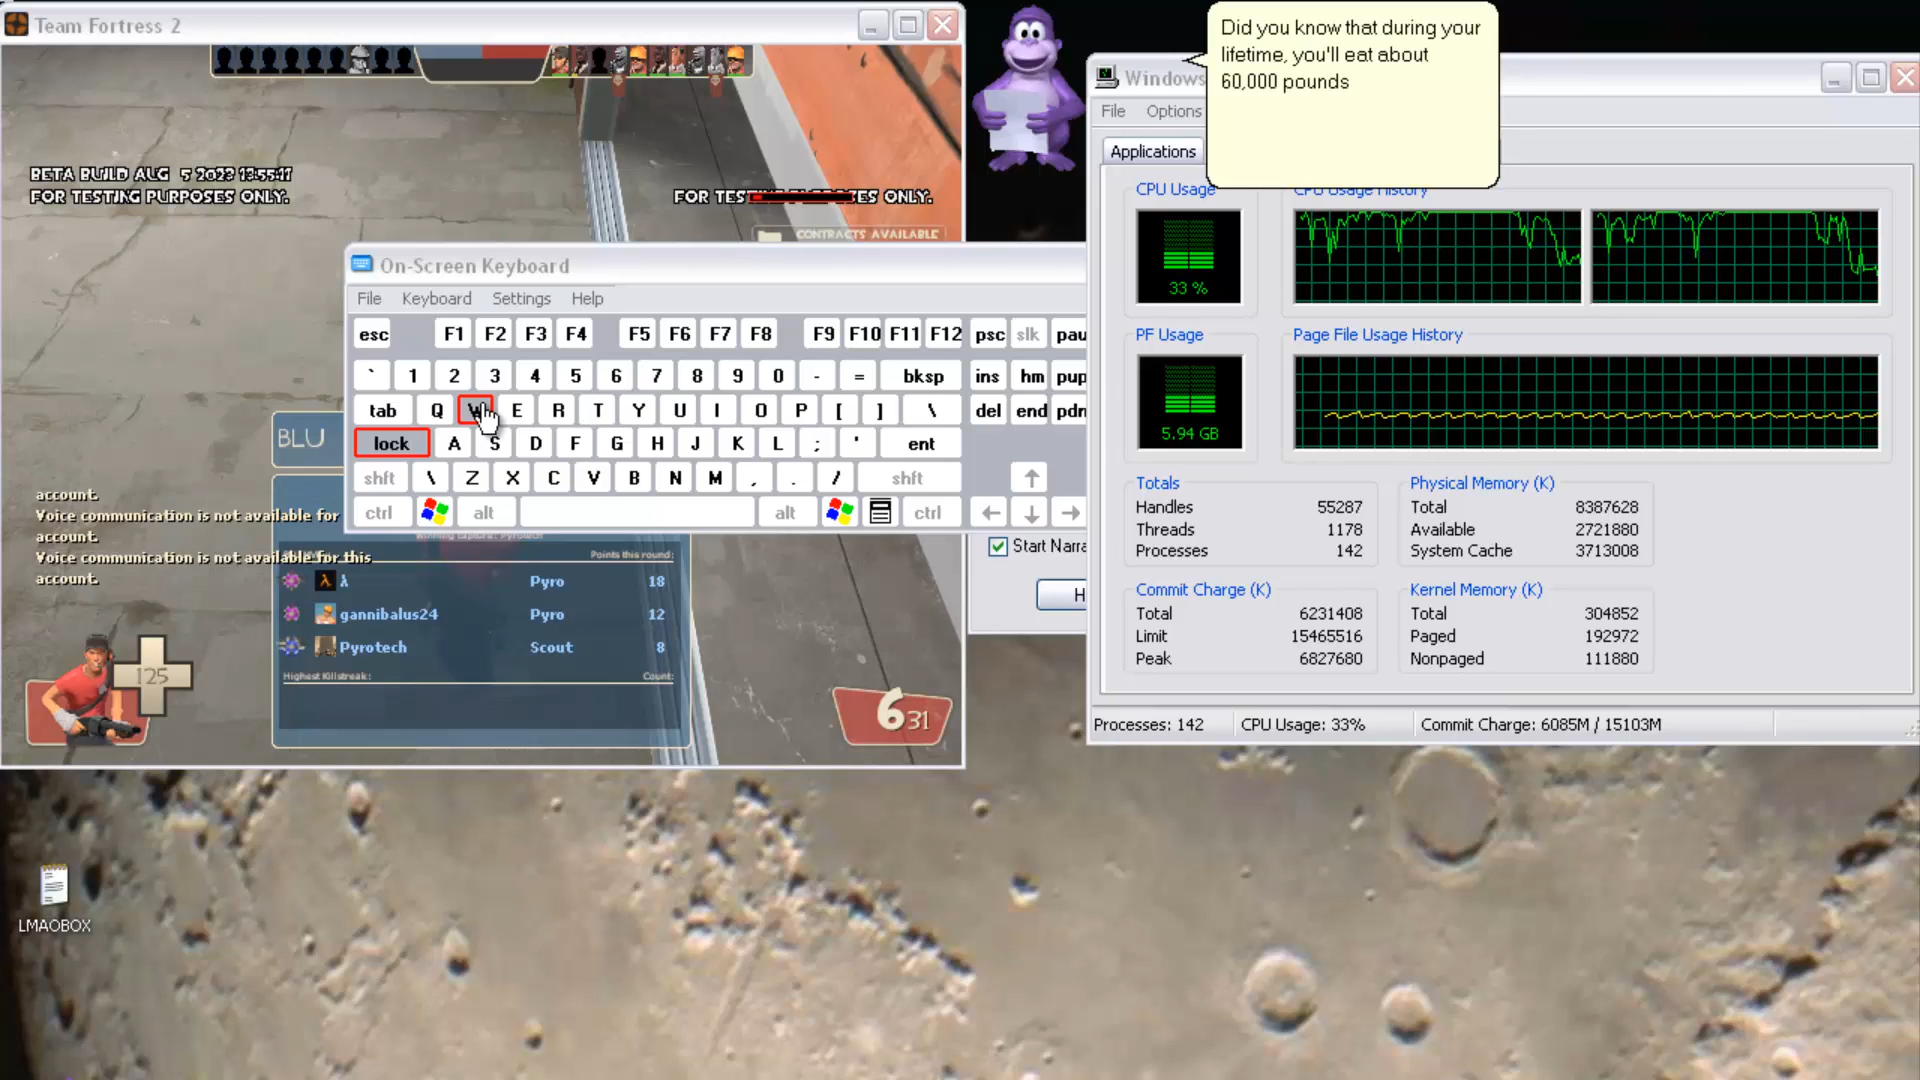 Team Fortress 2
BETA BUILD AUG 5 2023 13:55:11
FOR TESTING PURPOSES ONLY.
FOR TES
ES ONLY.
CONTRACTS AVAILABLE
Did you know that during your
lifetime, you'll eat about
60,000 pounds
Windows
File Options
Applications
CPU Usage
CPU Usage History
33 %
PF Usage
Page File Usage History
5.94 GB
Totals
Handles 55287
Threads 1178
Processes 142
Physical Memory (K)
Total 8387628
Available 2721880
System Cache 3713008
Commit Charge (K)
Total 6231408
Limit 15465516
Peak 6827680
Kernel Memory (K)
Total 304852
Paged 192972
Nonpaged 111880
Processes: 142 CPU Usage: 33% Commit Charge: 6085M / 15103M
On-Screen Keyboard
File Keyboard Settings Help
esc F1 F2 F3 F4 F5 F6 F7 F8 F9 F10 F11 F12 psc slk pau
` 1 2 3 4 5 6 7 8 9 0 - = bksp ins hm pup
tab Q W E R T Y U I O P [ ] \ del end pdn
lock A S D F G H J K L ; ' ent
shft \ Z X C V B N M , . / shft ↑
ctrl alt alt ctrl ← ↓ →
Start Narra
H
BLU
account.
Voice communication is not available for
account.
Voice communication is not available for this
account.
Winning capture: Pyrotech
Points this round:
λ Pyro 18
gannibalus24 Pyro 12
Pyrotech Scout 8
Highest Killstreak: Count:
125
6 31
LMAOBOX